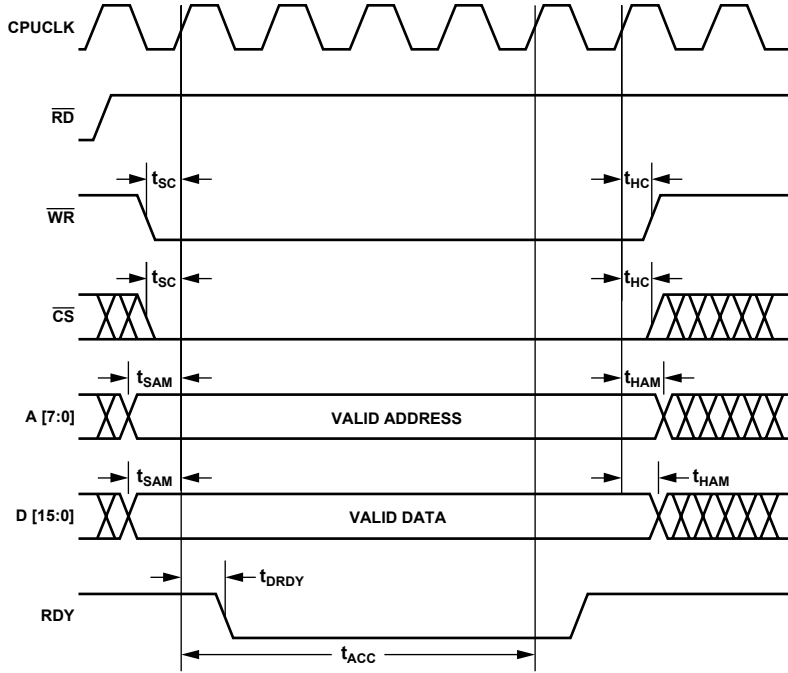 CPUCLK
RD
tSC tHC
WR
tSC tHC
CS
tSAM tHAM
A [7:0] VALID ADDRESS
tSAM tHAM
D [15:0] VALID DATA
tDRDY
RDY
tACC